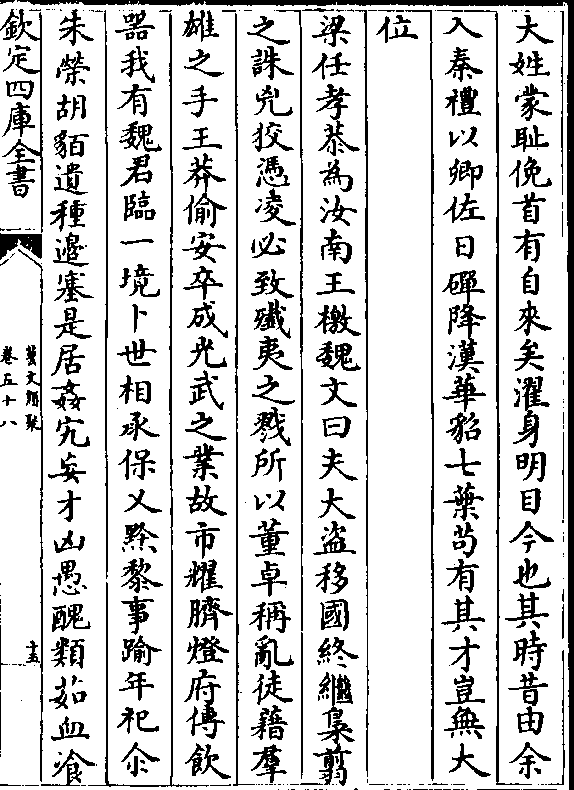 大姓蒙耻俛首有自來矣濯身明目今也其時昔由余
入秦禮以卿佐日磾降漢華貂七葉苟有其才豈無大
位
梁任孝恭為汝南王檄魏文曰夫大盜移國終繼梟翦
之誅兇狡憑凌必致殱夷之戮所以董卓稱亂徒藉羣
雄之手王莽偷安卒成光武之業故市耀臍燈府傳飲
器我有魏君臨一境卜世相承保乂黔黎事踰年祀尒
朱榮胡貊遺種邊塞是居姦宄妄才凶愚醜類茹血飡
欽定四庫全書
藝文類聚
卷五十八
十五